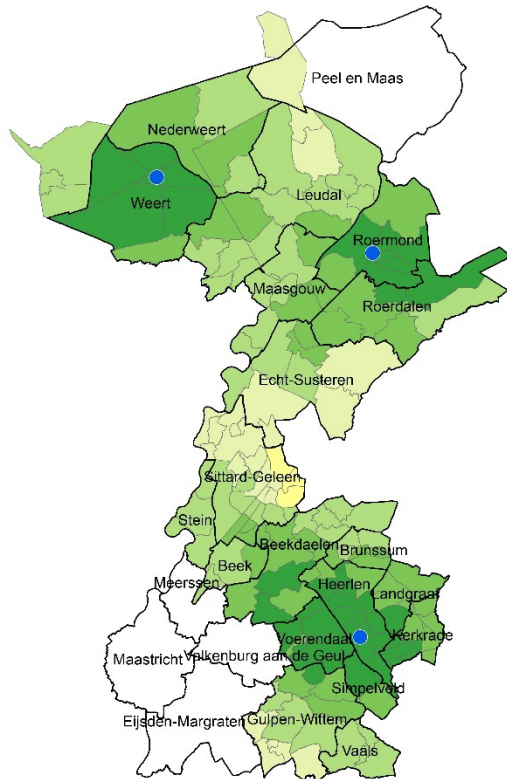 Peel en Maas
Nederweert
Weert
Leudal
Roermond
Maasgouw
Roerdalen
Echt-Susteren
Sittard-Geleen
Stein
Beekdaelen
Brunssum
Beek
Meerssen
Heerlen
Landgraaf
Voerendaal
Kerkrade
Maastricht
Valkenburg aan de Geul
Simpelveld
Eijsden-Margraten
Gulpen-Wittem
Vaals